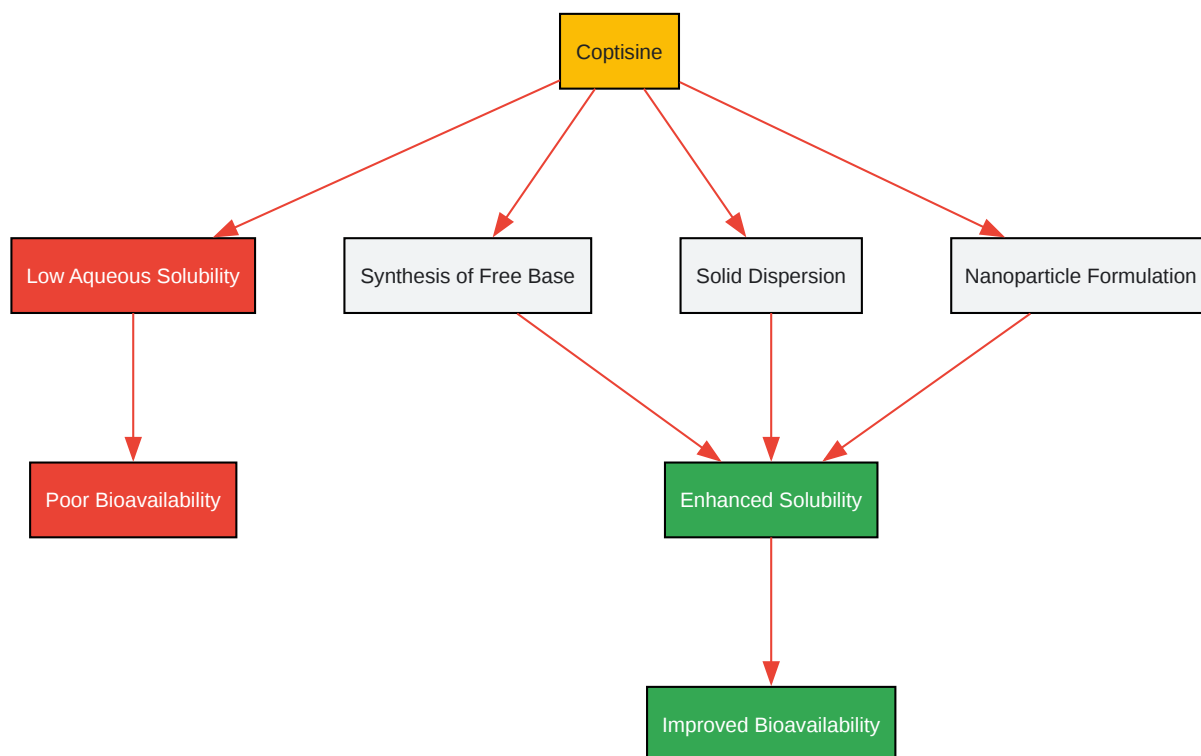 Coptisine
Low Aqueous Solubility
Synthesis of Free Base
Solid Dispersion
Nanoparticle Formulation
Poor Bioavailability
Enhanced Solubility
Improved Bioavailability